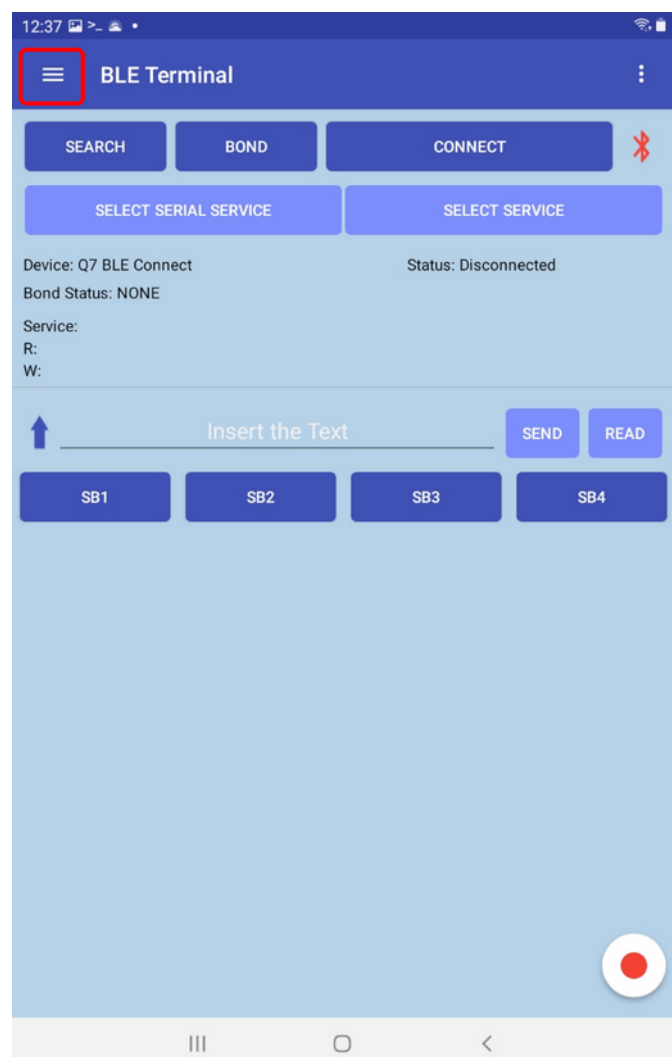 12:37
BLE Terminal
SEARCH BOND CONNECT
SELECT SERIAL SERVICE SELECT SERVICE
Device: Q7 BLE Connect Status: Disconnected
Bond Status: NONE
Service:
R:
W:
Insert the Text SEND READ
SB1 SB2 SB3 SB4